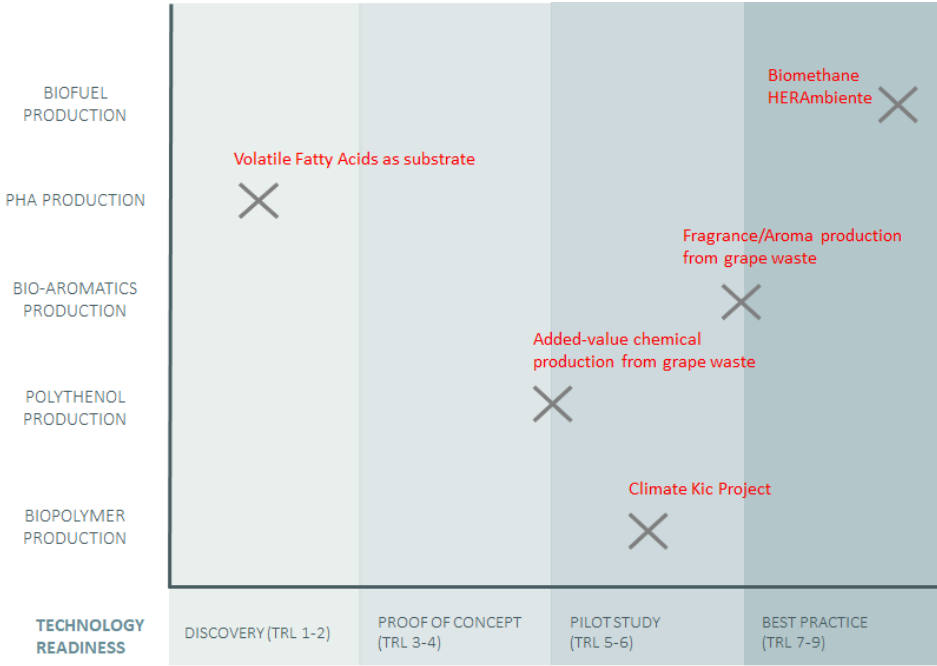 BIOFUEL
PRODUCTION
Biomethane
HERAmbiente
Volatile Fatty Acids as substrate
PHA PRODUCTION
Fragrance/Aroma production
from grape waste
BIO-AROMATICS
PRODUCTION
Added-value chemical
production from grape waste
POLYTHENOL
PRODUCTION
Climate Kic Project
BIOPOLYMER
PRODUCTION
TECHNOLOGY
READINESS
DISCOVERY (TRL 1-2)
PROOF OF CONCEPT
(TRL 3-4)
PILOT STUDY
(TRL 5-6)
BEST PRACTICE
(TRL 7-9)